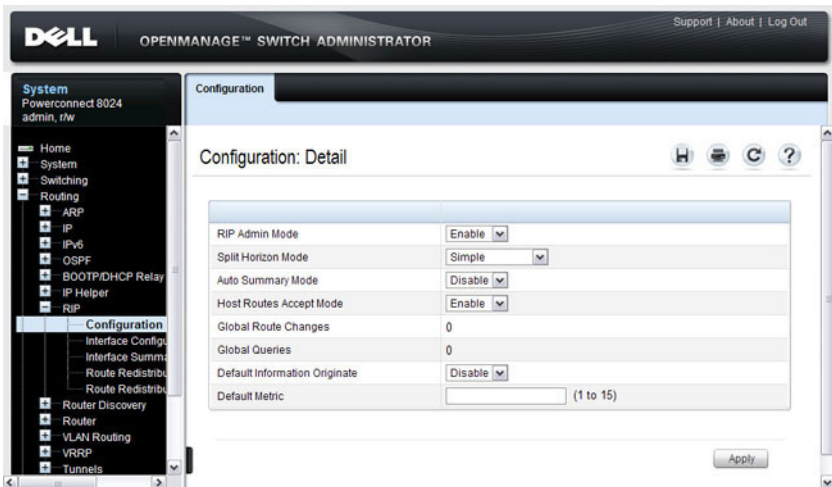 Support | About | Log Out
DELL OPENMANAGE™ SWITCH ADMINISTRATOR
System
Powerconnect 8024
admin, r/w
Home
System
Switching
Routing
ARP
IP
IPv6
OSPF
BOOTP/DHCP Relay
IP Helper
RIP
Configuration
Interface Configu
Interface Summa
Route Redistribu
Route Redistribu
Router Discovery
Router
VLAN Routing
VRRP
Tunnels
Configuration
Configuration: Detail
RIP Admin Mode Enable
Split Horizon Mode Simple
Auto Summary Mode Disable
Host Routes Accept Mode Enable
Global Route Changes 0
Global Queries 0
Default Information Originate Disable
Default Metric (1 to 15)
Apply